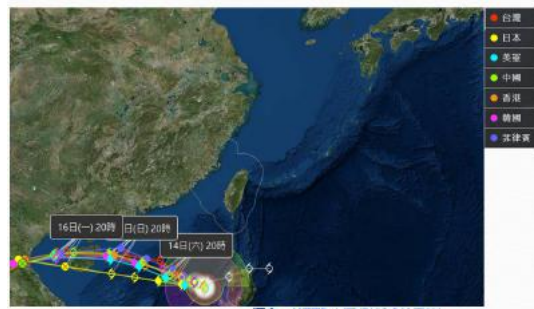 台灣
日本
美軍
中國
香港
韓國
菲律賓
16日(一) 20時
日(日) 20時
14日(六) 20時